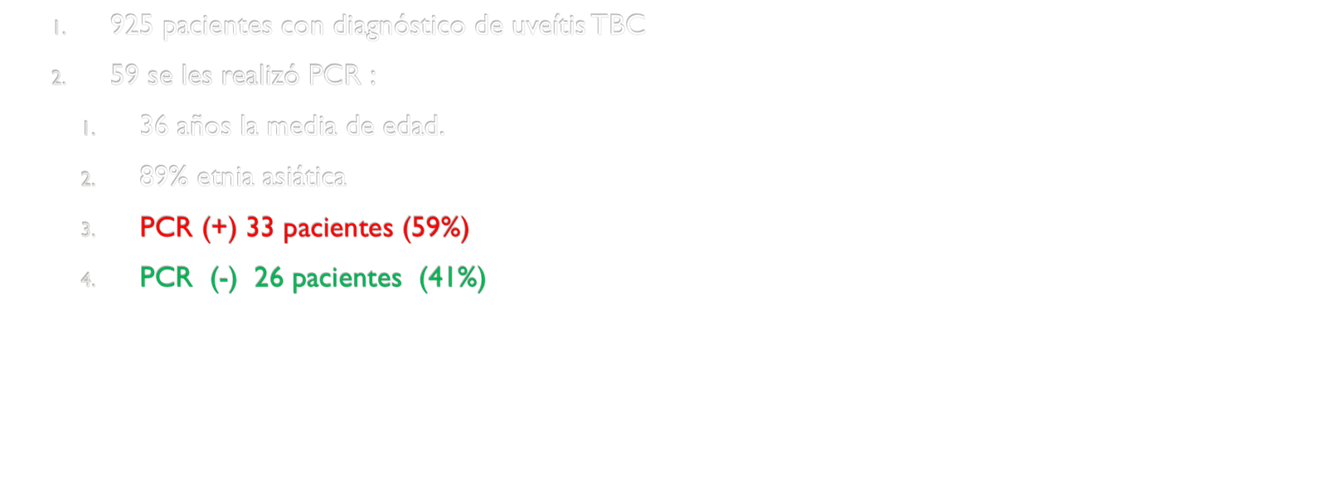 1. 925 pacientes con diagnóstico de uveítis TBC
2. 59 se les realizó PCR :
1. 36 años la media de edad.
2. 89% etnia asiática
3. PCR (+) 33 pacientes (59%)
4. PCR (-) 26 pacientes (41%)